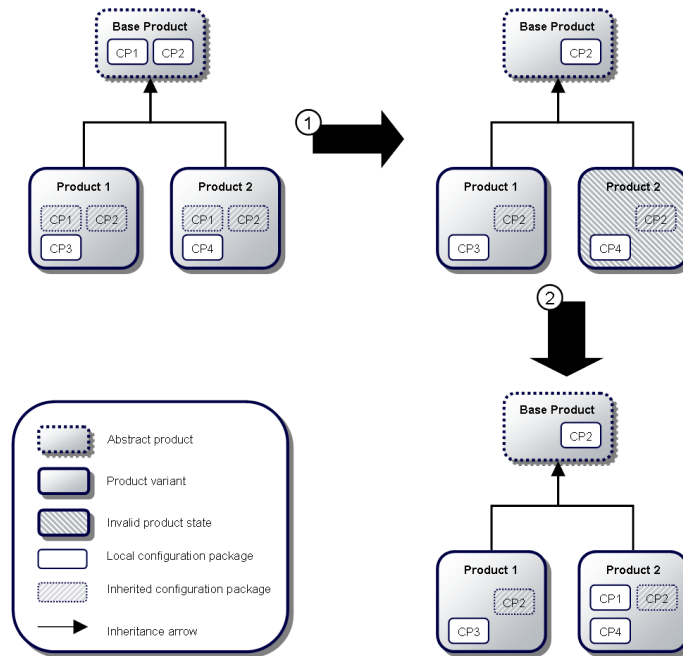 Base Product
CP1 CP2
Base Product
CP2
1
Product 1
CP1 CP2
CP3
Product 2
CP1 CP2
CP4
Product 1
CP2
CP3
Product 2
CP2
CP4
2
Base Product
CP2
Product 1
CP2
CP3
Product 2
CP1 CP2
CP4
Abstract product
Product variant
Invalid product state
Local configuration package
Inherited configuration package
Inheritance arrow